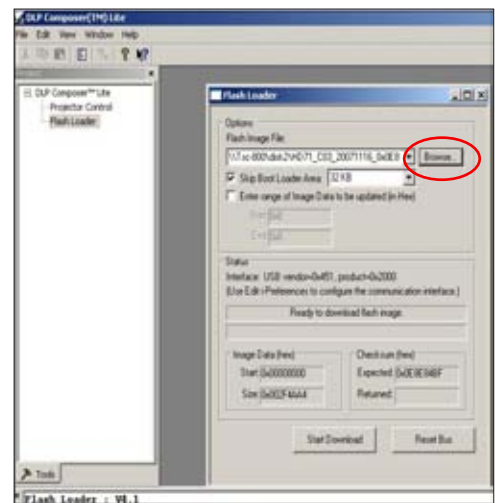 DLP Composer(TM) Lite
File Edit View Window Help
DLP Composer™ Lite
Projector Control
Flash Loader
Tools
Flash Loader
Options
Flash Image File
Browse...
Skip Boot Loader Area: 32 KB
Enter range of Image Data to be updated (in Hex)
Start
End
Status
Interface: USB vendor=0x451, product=0x2000
(Use Edit>Preferences to configure the communication interface.)
Ready to download flash image.
Image Data (hex)
Start: 0x00000000
Size:
Checksum (hex)
Expected:
Returned:
Start Download
Reset Bus
Flash Loader : V4.1